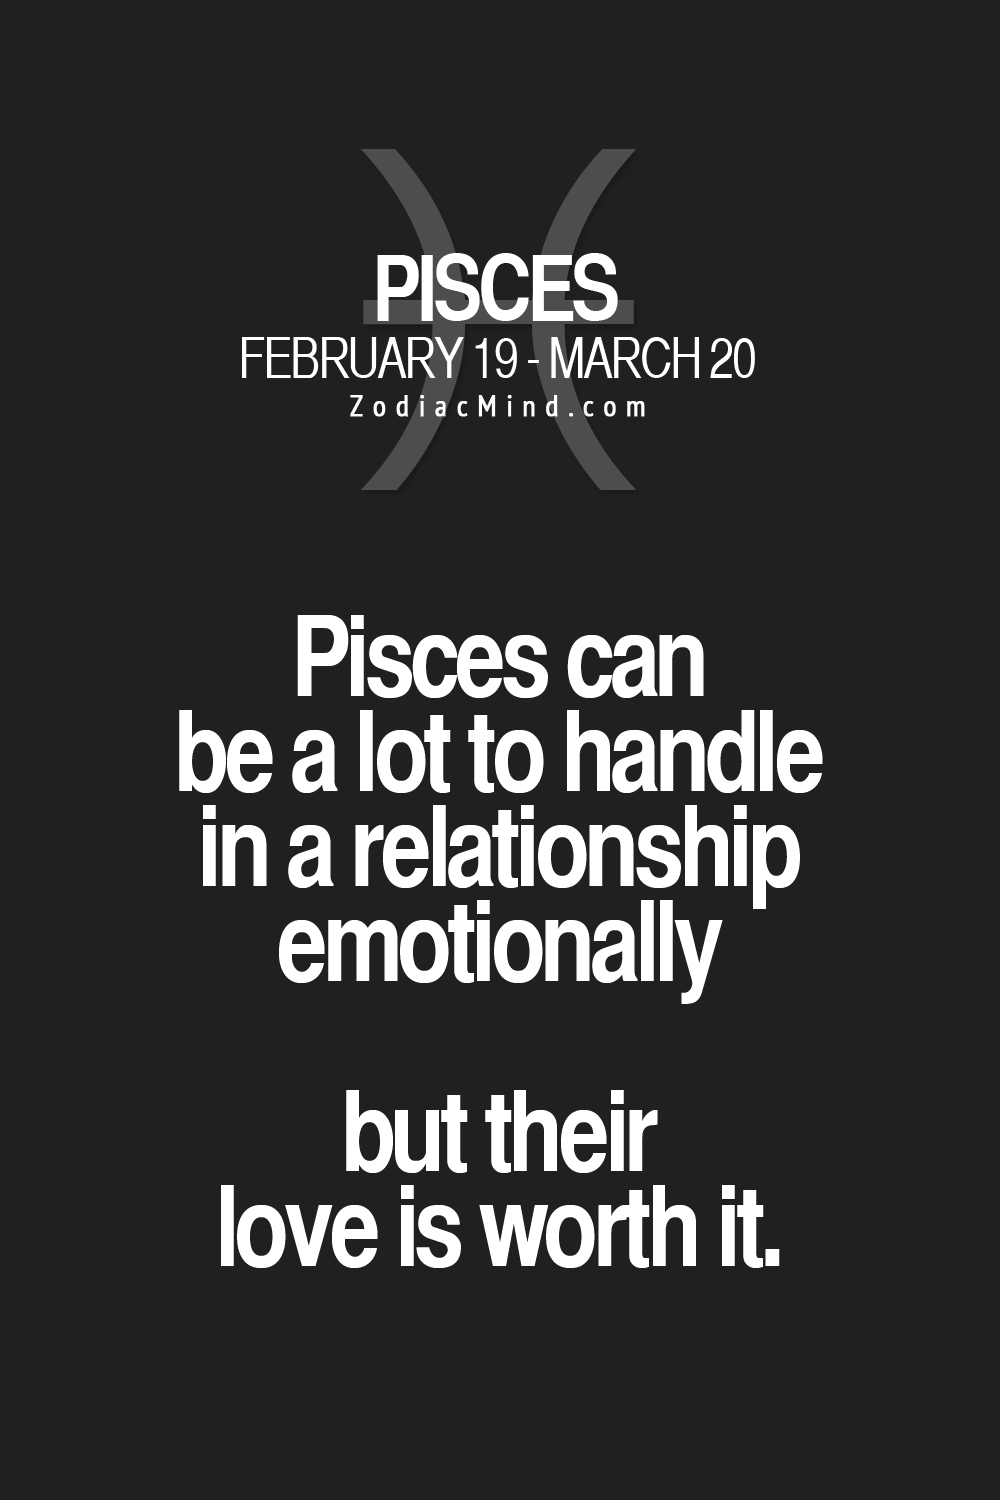 PISCES
FEBRUARY 19 - MARCH 20
ZodiacMind.com
Pisces can
be a lot to handle
in a relationship
emotionally
but their
love is worth it.